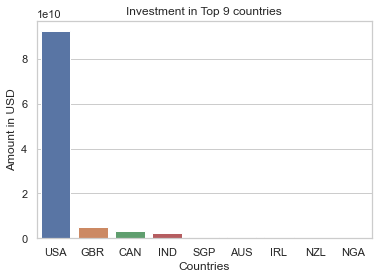 Investment in Top 9 countries
1e10
8
6
4
2
0
Amount in USD
USA GBR CAN IND SGP AUS IRL NZL NGA
Countries